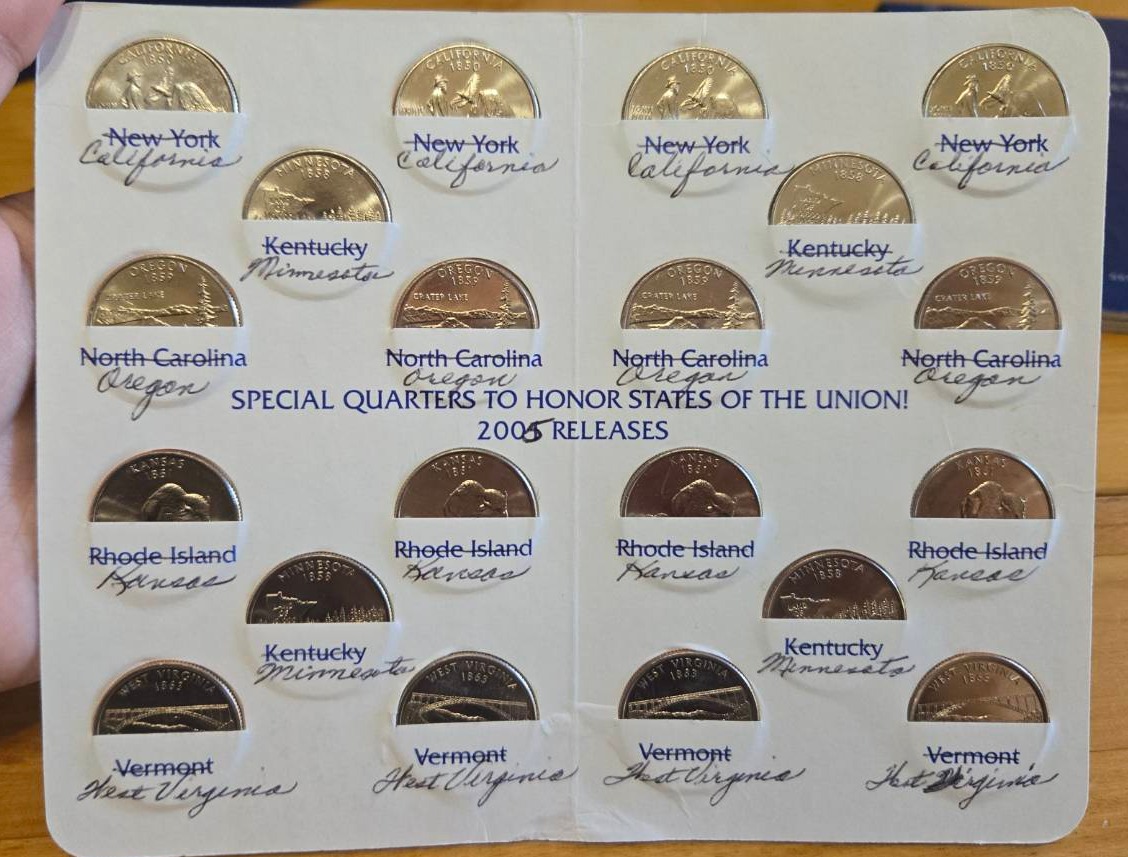 CALIFORNIA CALIFORNIA CALIFORNIA CALIFORNIA
1850 1850 1850 1850
New York New York New York New York
California California California California
MINNESOTA MINNESOTA
1858 1858
Kentucky Kentucky
Minnesota Minnesota
OREGON OREGON OREGON OREGON
1859 1859 1859 1859
CRATER LAKE CRATER LAKE CRATER LAKE CRATER LAKE
North Carolina North Carolina North Carolina North Carolina
Oregon Oregon Oregon Oregon
SPECIAL QUARTERS TO HONOR STATES OF THE UNION!
2005 RELEASES
KANSAS KANSAS KANSAS KANSAS
1861 1861 1861 1861
Rhode Island Rhode Island Rhode Island Rhode Island
Kansas Kansas Kansas Kansas
MINNESOTA MINNESOTA
1858 1858
Kentucky Kentucky
Minnesota Minnesota
WEST VIRGINIA WEST VIRGINIA WEST VIRGINIA WEST VIRGINIA
1863 1863 1863 1863
Vermont Vermont Vermont Vermont
West Virginia West Virginia West Virginia West Virginia